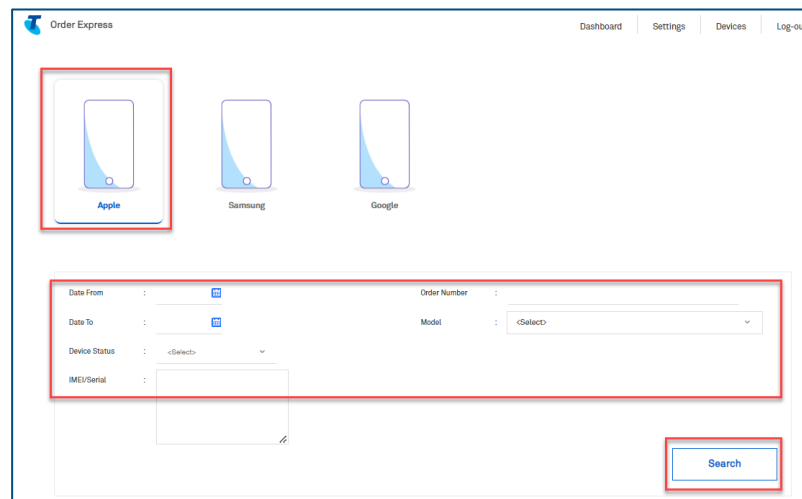 Order Express
Dashboard Settings Devices Log-ou
Apple Samsung Google
Date From : Order Number :
Date To : Model : <Select>
Device Status : <Select>
IMEI/Serial :
Search